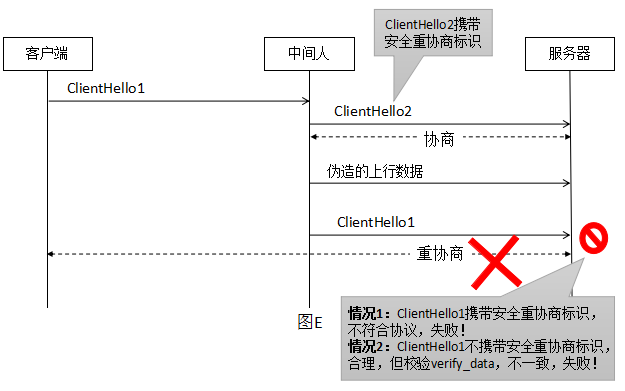 ClientHello2携带
安全重协商标识
客户端
中间人
服务器
ClientHello1
ClientHello2
协商
伪造的上行数据
ClientHello1
重协商
情况1：ClientHello1携带安全重协商标识，
不符合协议，失败！
情况2：ClientHello1不携带安全重协商标识，
合理，但校验verify_data，不一致，失败！
图E